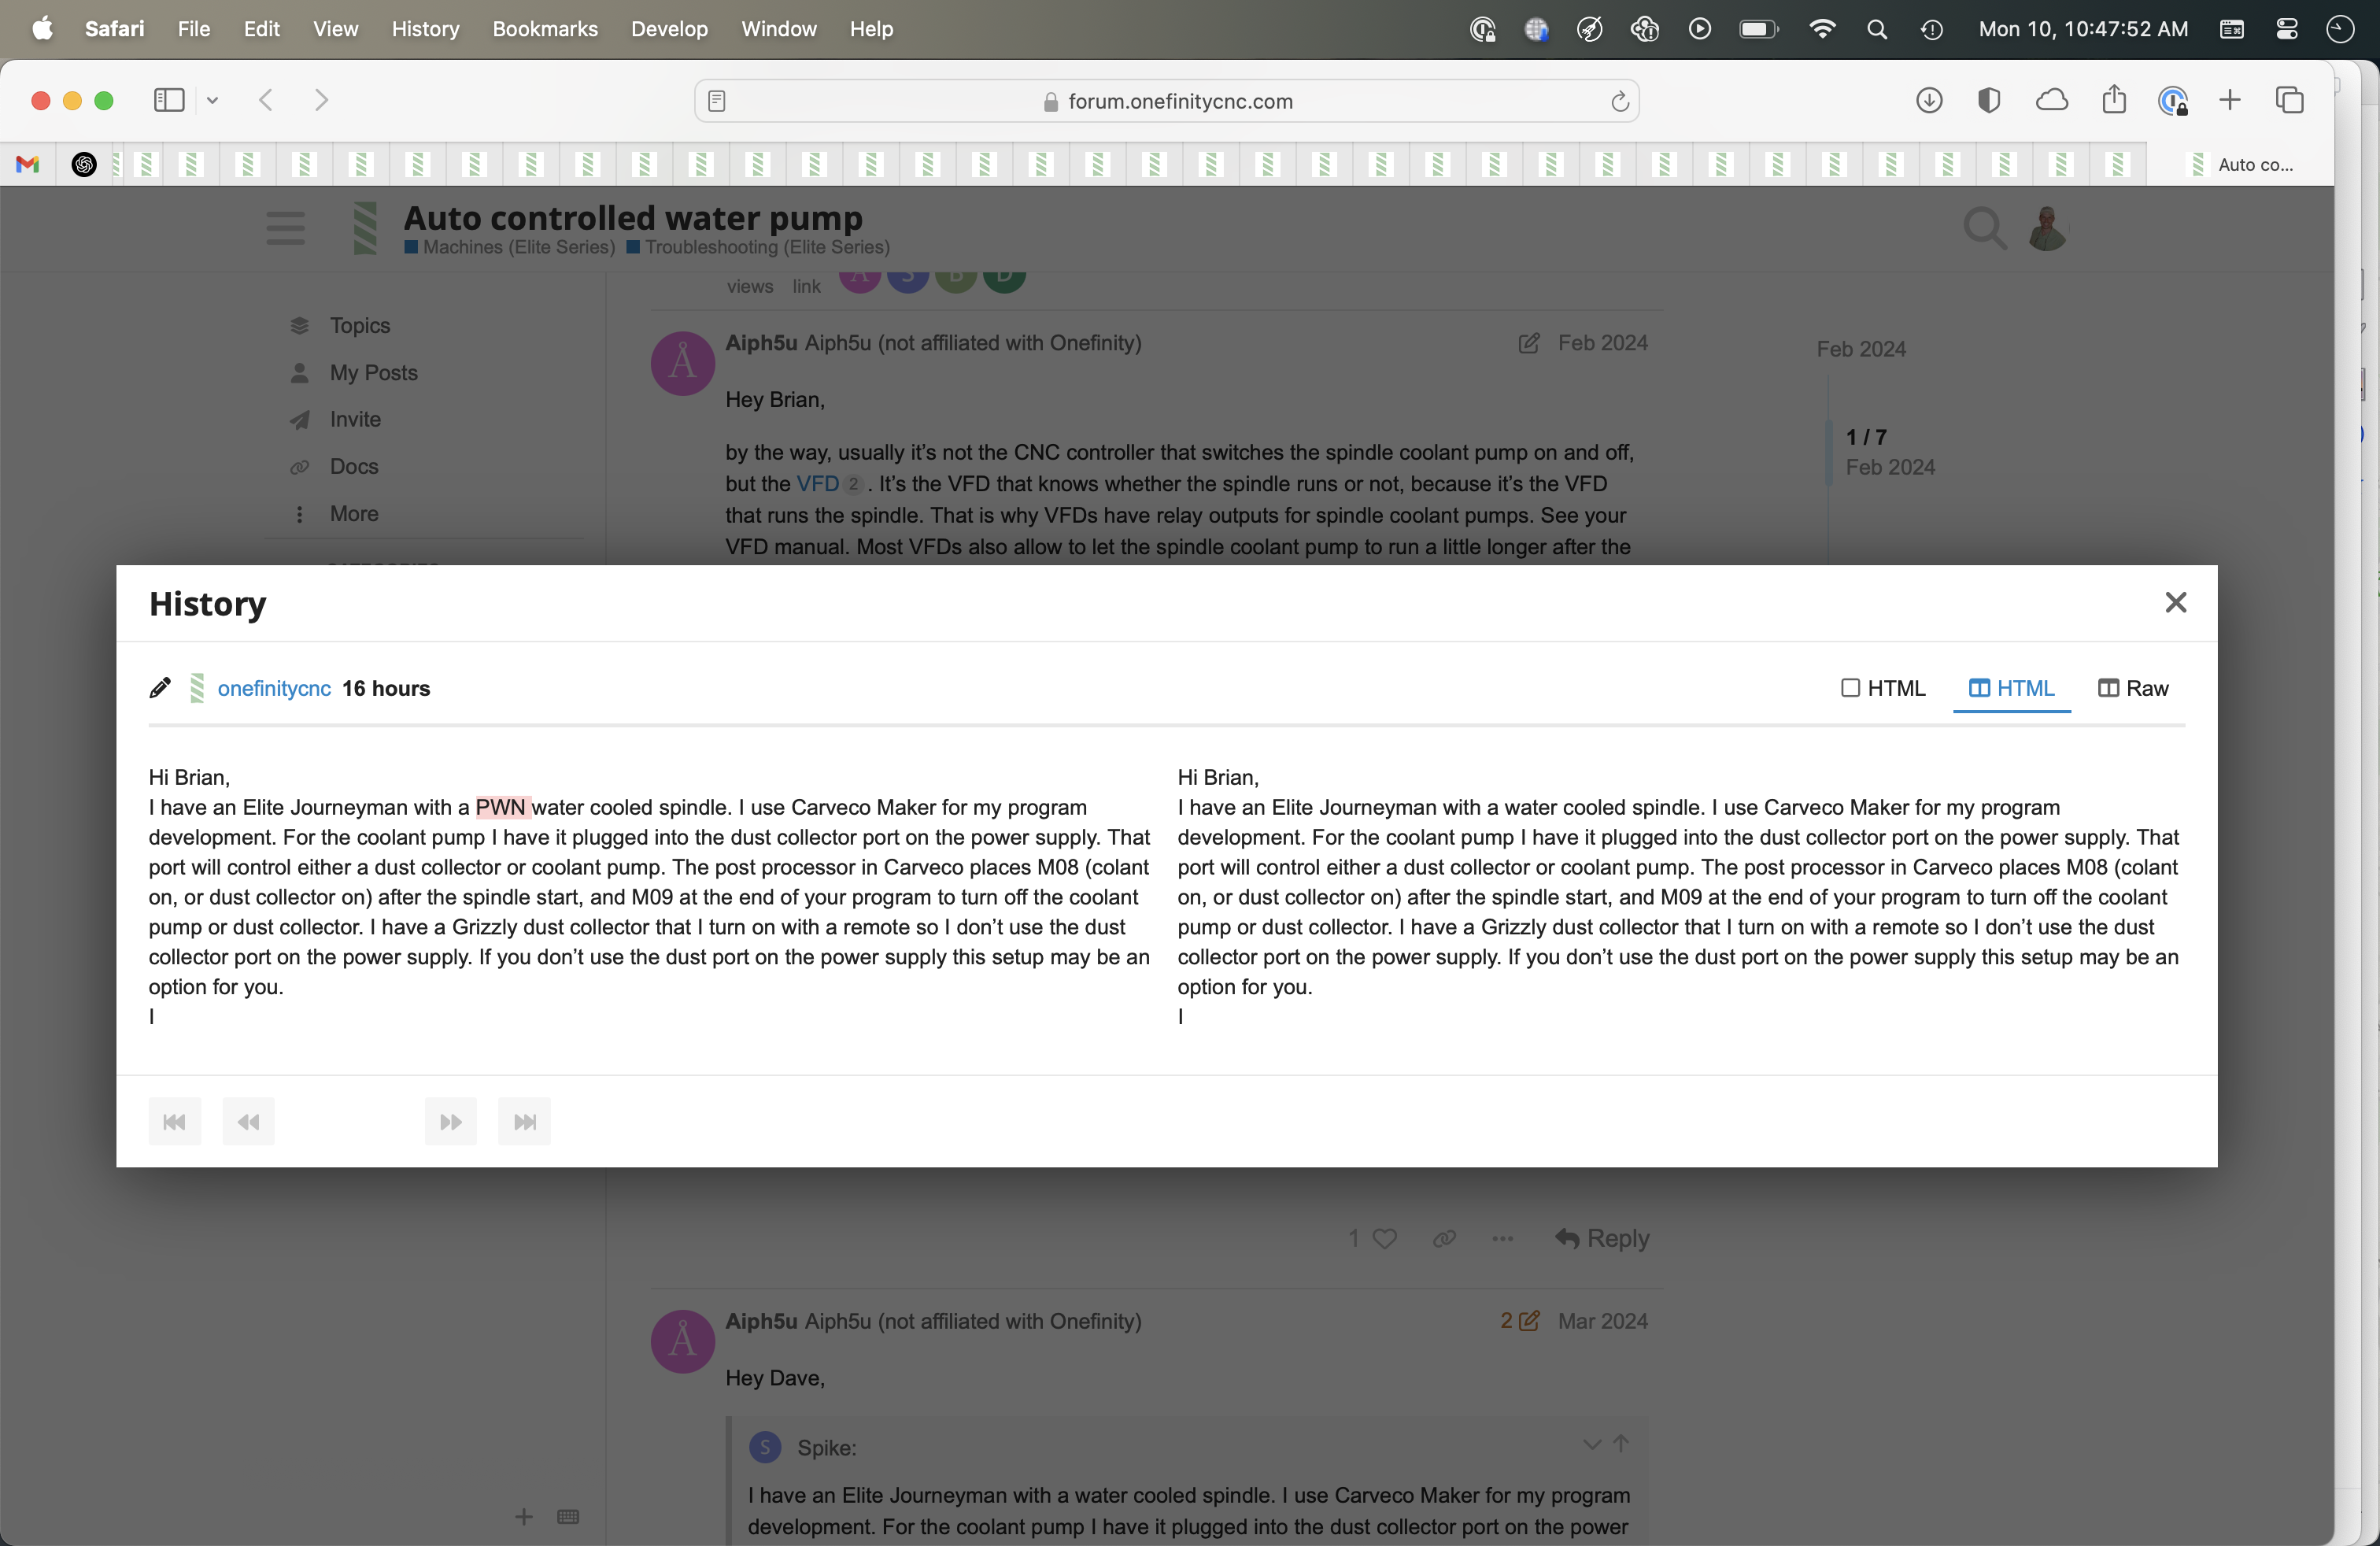 Safari File Edit View History Bookmarks Develop Window Help Mon 10, 10:47:52 AM
forum.onefinitycnc.com
Auto co...
Auto controlled water pump
Machines (Elite Series) Troubleshooting (Elite Series)
views link
Topics
My Posts
Invite
Docs
More
Aiph5u Aiph5u (not affiliated with Onefinity) Feb 2024
Hey Brian,
by the way, usually it’s not the CNC controller that switches the spindle coolant pump on and off,
but the VFD 2 . It’s the VFD that knows whether the spindle runs or not, because it’s the VFD
that runs the spindle. That is why VFDs have relay outputs for spindle coolant pumps. See your
VFD manual. Most VFDs also allow to let the spindle coolant pump to run a little longer after the
Feb 2024
1 / 7
Feb 2024
History
onefinitycnc 16 hours
HTML HTML Raw
Hi Brian,
I have an Elite Journeyman with a PWN water cooled spindle. I use Carveco Maker for my program
development. For the coolant pump I have it plugged into the dust collector port on the power supply. That
port will control either a dust collector or coolant pump. The post processor in Carveco places M08 (colant
on, or dust collector on) after the spindle start, and M09 at the end of your program to turn off the coolant
pump or dust collector. I have a Grizzly dust collector that I turn on with a remote so I don’t use the dust
collector port on the power supply. If you don’t use the dust port on the power supply this setup may be an
option for you.
I
Hi Brian,
I have an Elite Journeyman with a water cooled spindle. I use Carveco Maker for my program
development. For the coolant pump I have it plugged into the dust collector port on the power supply. That
port will control either a dust collector or coolant pump. The post processor in Carveco places M08 (colant
on, or dust collector on) after the spindle start, and M09 at the end of your program to turn off the coolant
pump or dust collector. I have a Grizzly dust collector that I turn on with a remote so I don’t use the dust
collector port on the power supply. If you don’t use the dust port on the power supply this setup may be an
option for you.
I
1 Reply
Aiph5u Aiph5u (not affiliated with Onefinity) 2 Mar 2024
Hey Dave,
S Spike:
I have an Elite Journeyman with a water cooled spindle. I use Carveco Maker for my program
development. For the coolant pump I have it plugged into the dust collector port on the power